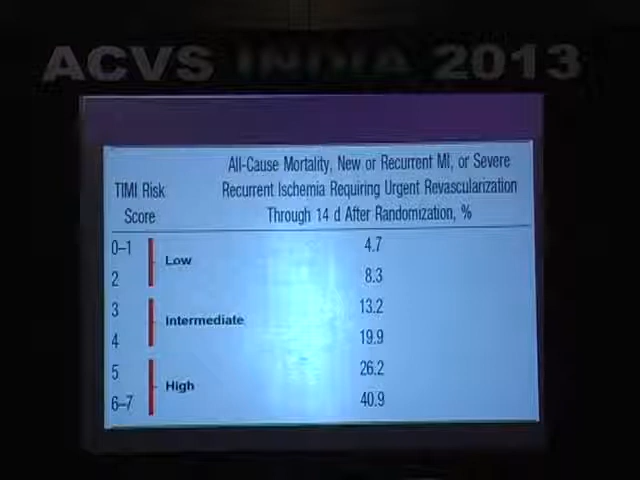 ACVS INDIA 2013
TIMI Risk
Score
All-Cause Mortality, New or Recurrent MI, or Severe
Recurrent Ischemia Requiring Urgent Revascularization
Through 14 d After Randomization, %
0–1 4.7
Low
2 8.3
3 13.2
Intermediate
4 19.9
5 26.2
High
6–7 40.9